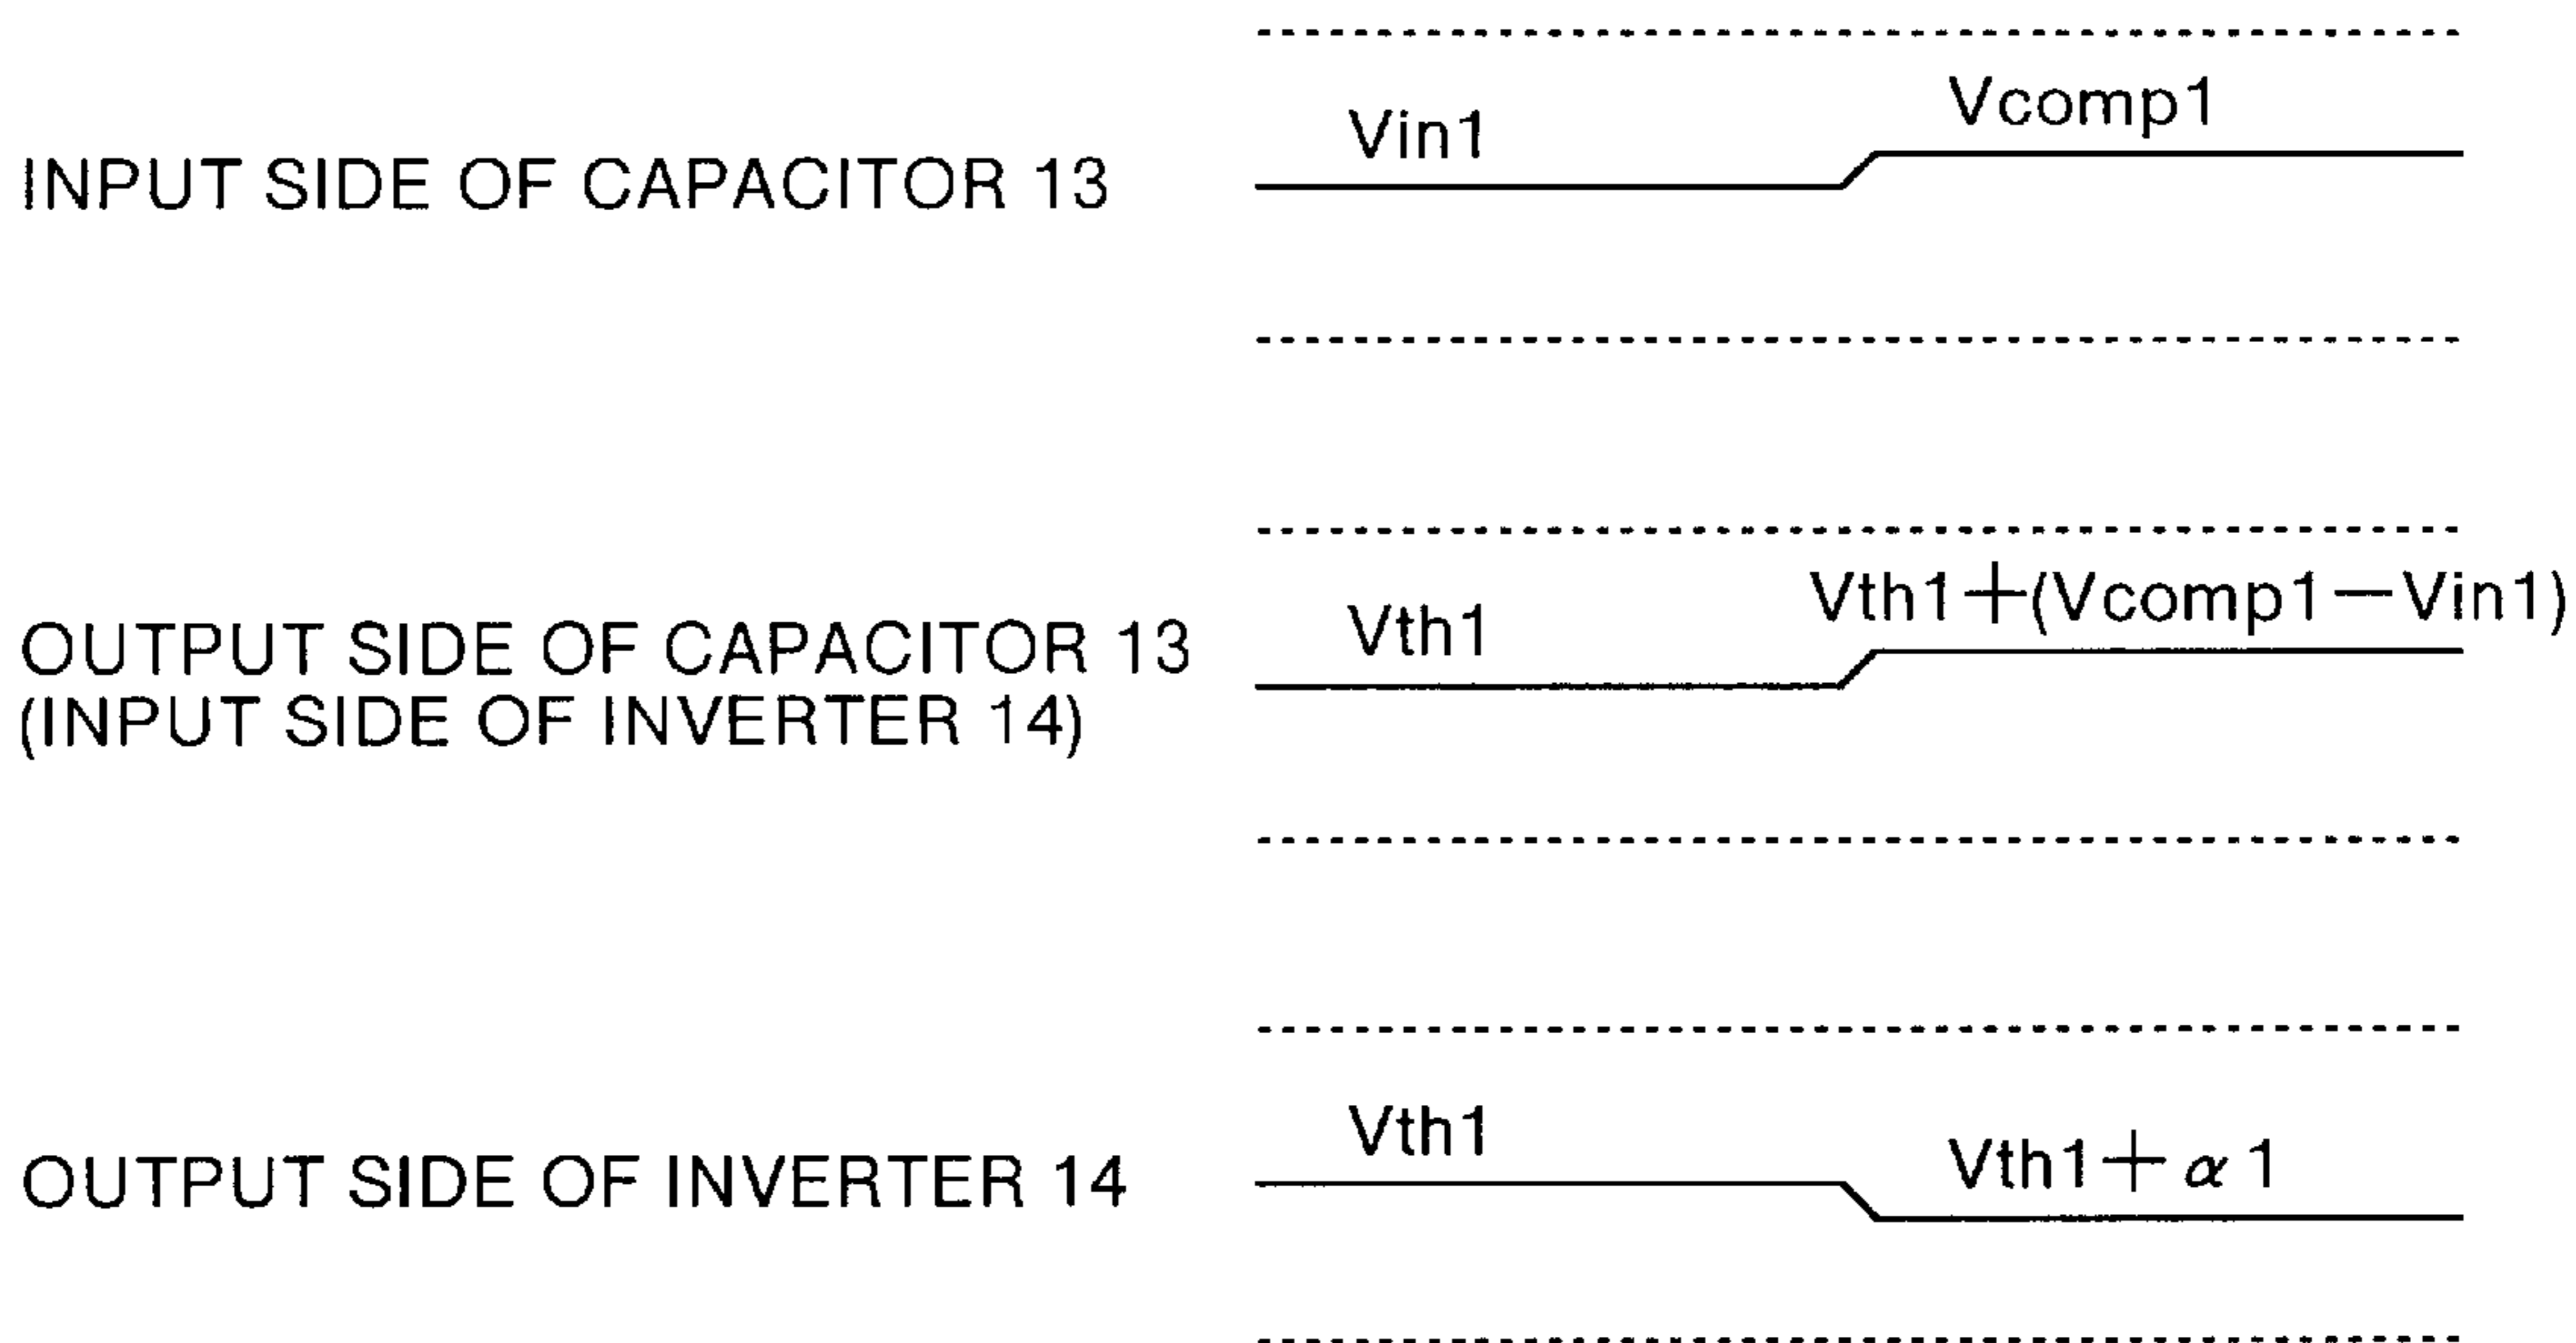 Vin1
Vcomp1
INPUT SIDE OF CAPACITOR 13
Vth1
Vth1+(Vcomp1−Vin1)
OUTPUT SIDE OF CAPACITOR 13
(INPUT SIDE OF INVERTER 14)
Vth1
Vth1+α1
OUTPUT SIDE OF INVERTER 14